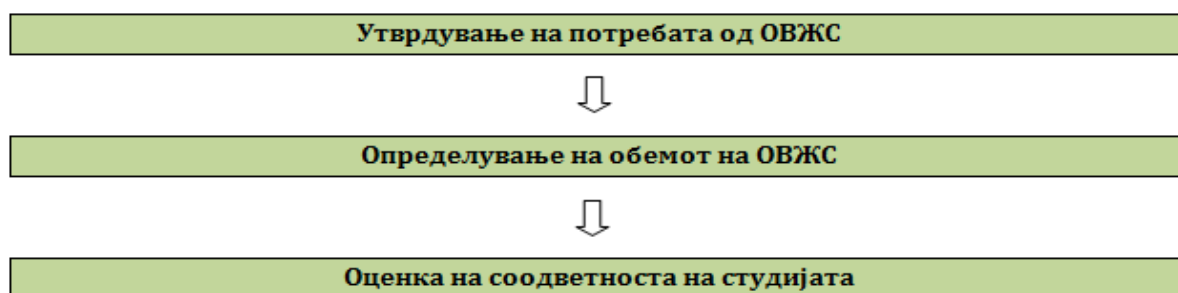 Утврдување на потребата од ОВЖС
Определување на обемот на ОВЖС
Оценка на соодветноста на студијата